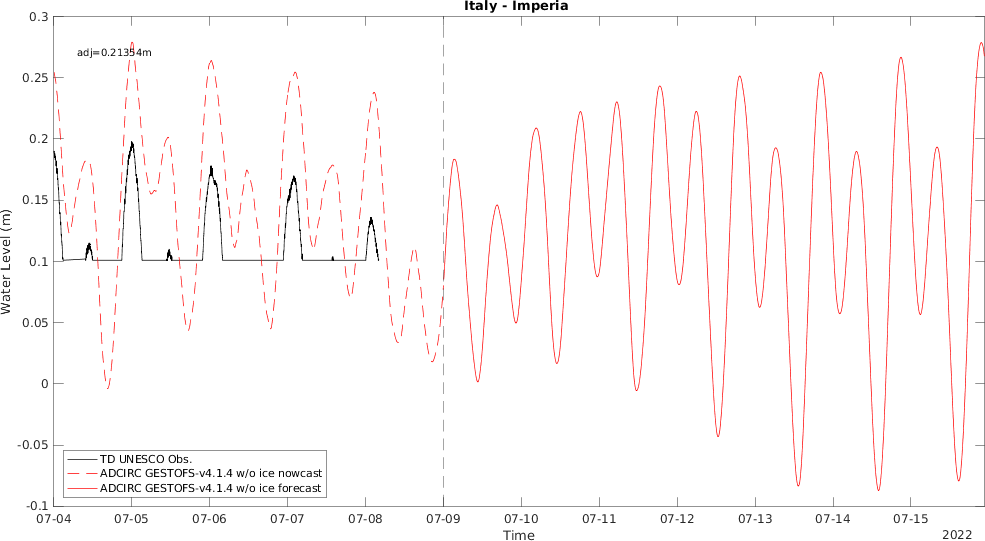 Italy - Imperia
adj=0.21354m
Water Level (m)
0.3
0.25
0.2
0.15
0.1
0.05
0
-0.05
-0.1
TD UNESCO Obs.
ADCIRC GESTOFS-v4.1.4 w/o ice nowcast
ADCIRC GESTOFS-v4.1.4 w/o ice forecast
07-04 07-05 07-06 07-07 07-08 07-09 07-10 07-11 07-12 07-13 07-14 07-15
Time
2022